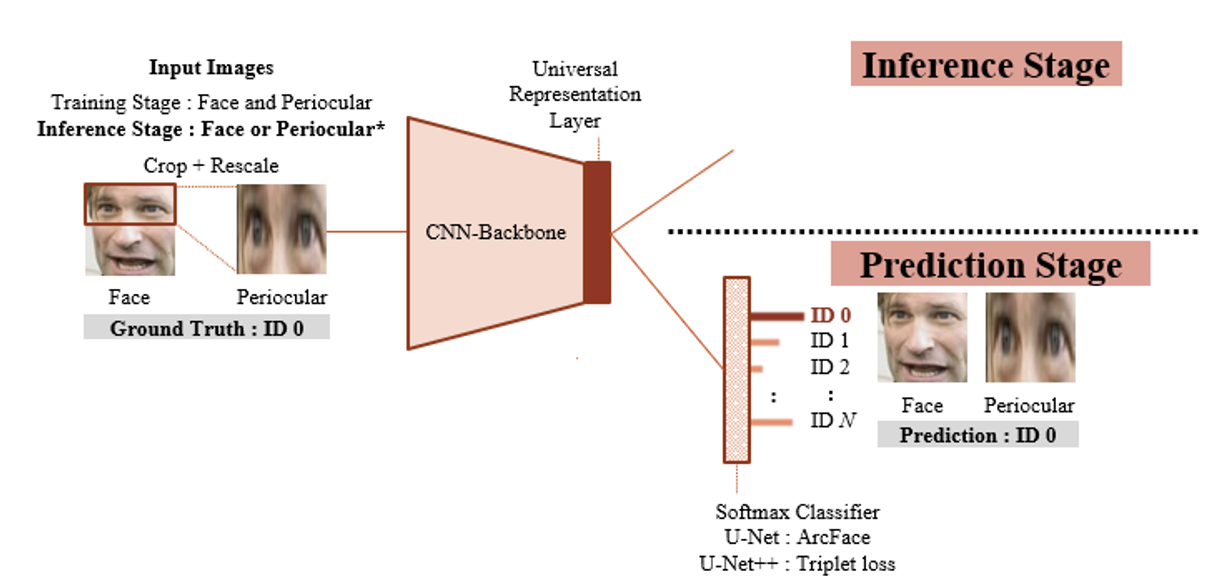 Input Images
Training Stage : Face and Periocular
Inference Stage : Face or Periocular*
Crop + Rescale
Face
Periocular
Ground Truth : ID 0
CNN-Backbone
Universal
Representation
Layer
Inference Stage
Prediction Stage
ID 0
ID 1
ID 2
:
:
ID N
Face
Periocular
Prediction : ID 0
Softmax Classifier
U-Net : ArcFace
U-Net++ : Triplet loss